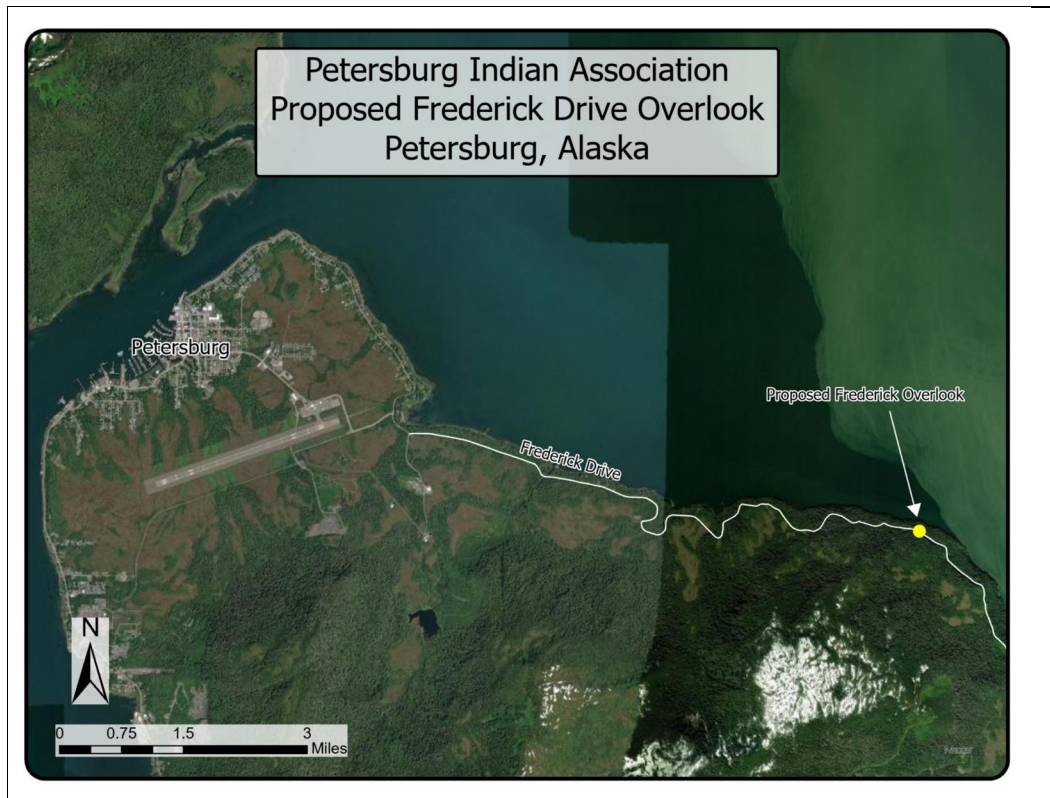 Petersburg Indian Association
Proposed Frederick Drive Overlook
Petersburg, Alaska
Petersburg
Proposed Frederick Overlook
Frederick Drive
N
0 0.75 1.5 3
Miles